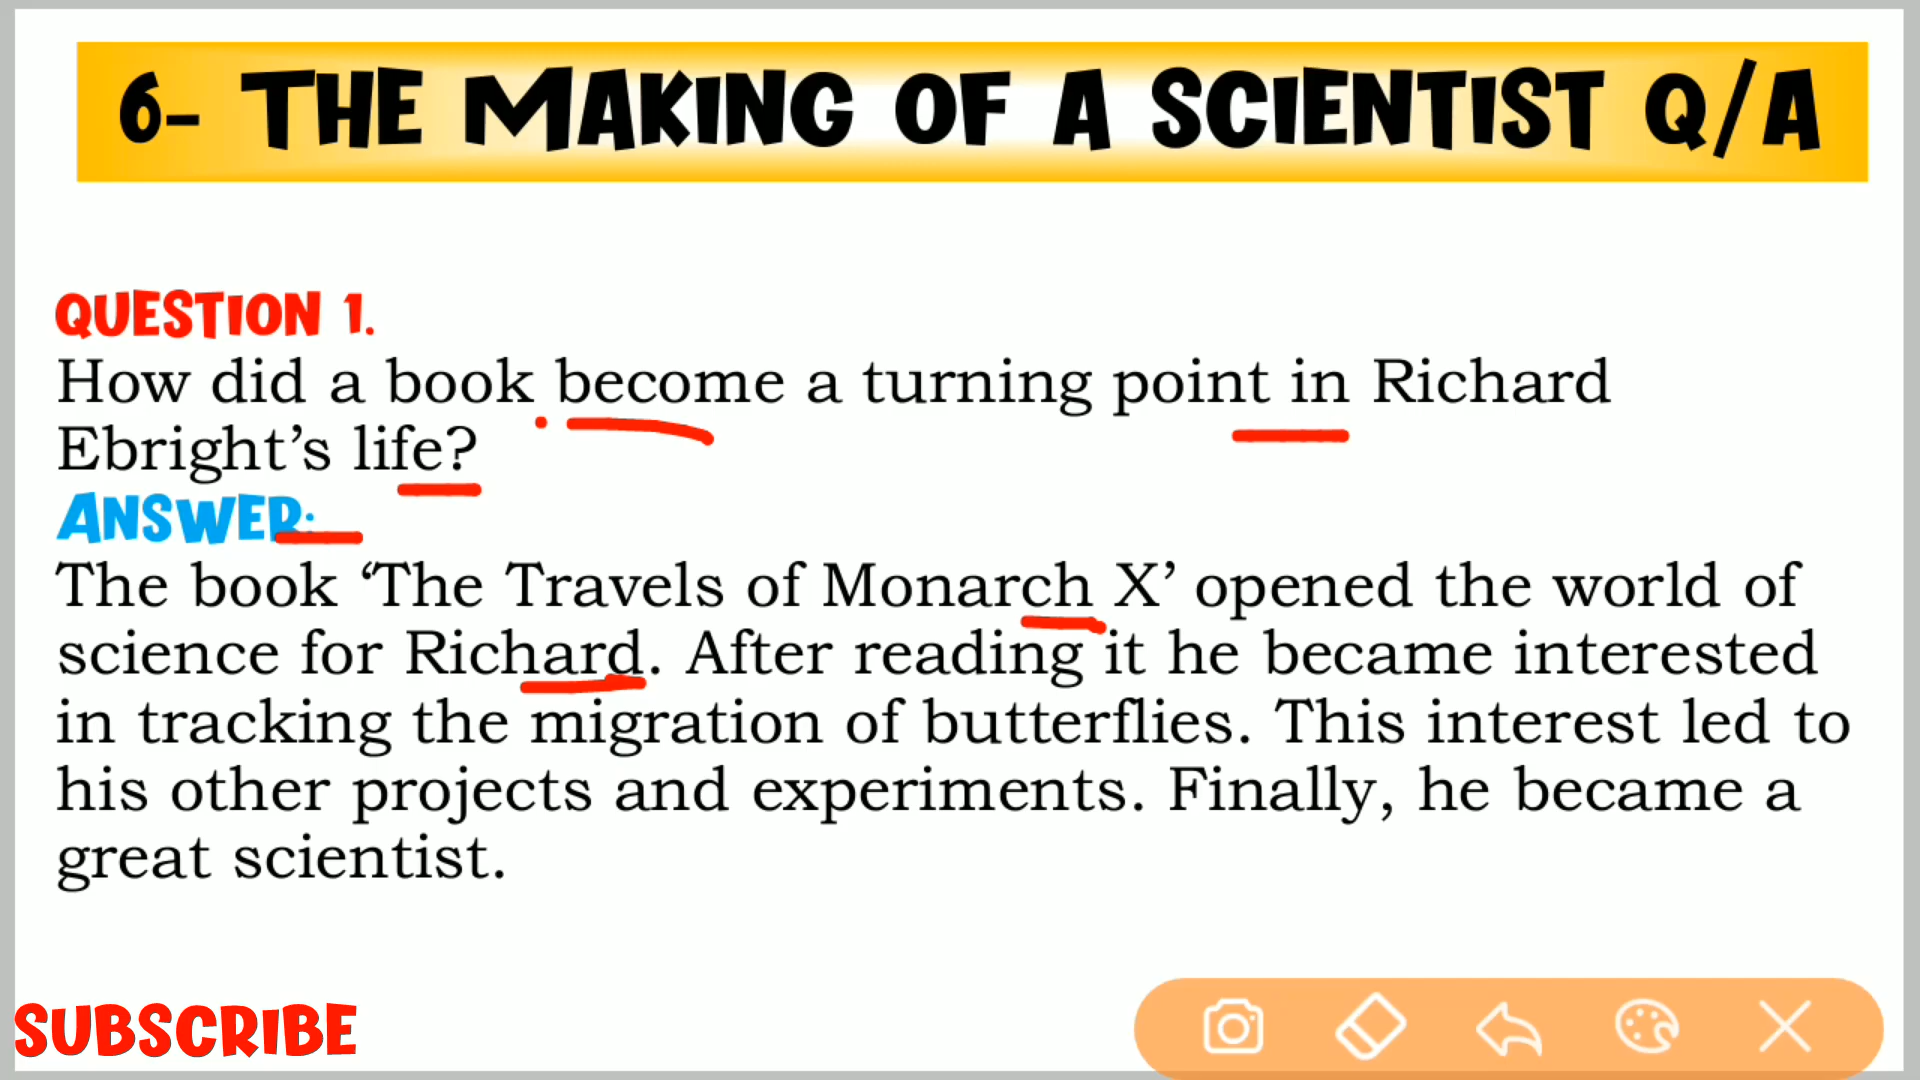 6- THE MAKING OF A SCIENTIST Q/A
QUESTION 1.
How did a book become a turning point in Richard
Ebright’s life?
ANSWER:
The book ‘The Travels of Monarch X’ opened the world of
science for Richard. After reading it he became interested
in tracking the migration of butterflies. This interest led to
his other projects and experiments. Finally, he became a
great scientist.
SUBSCRIBE